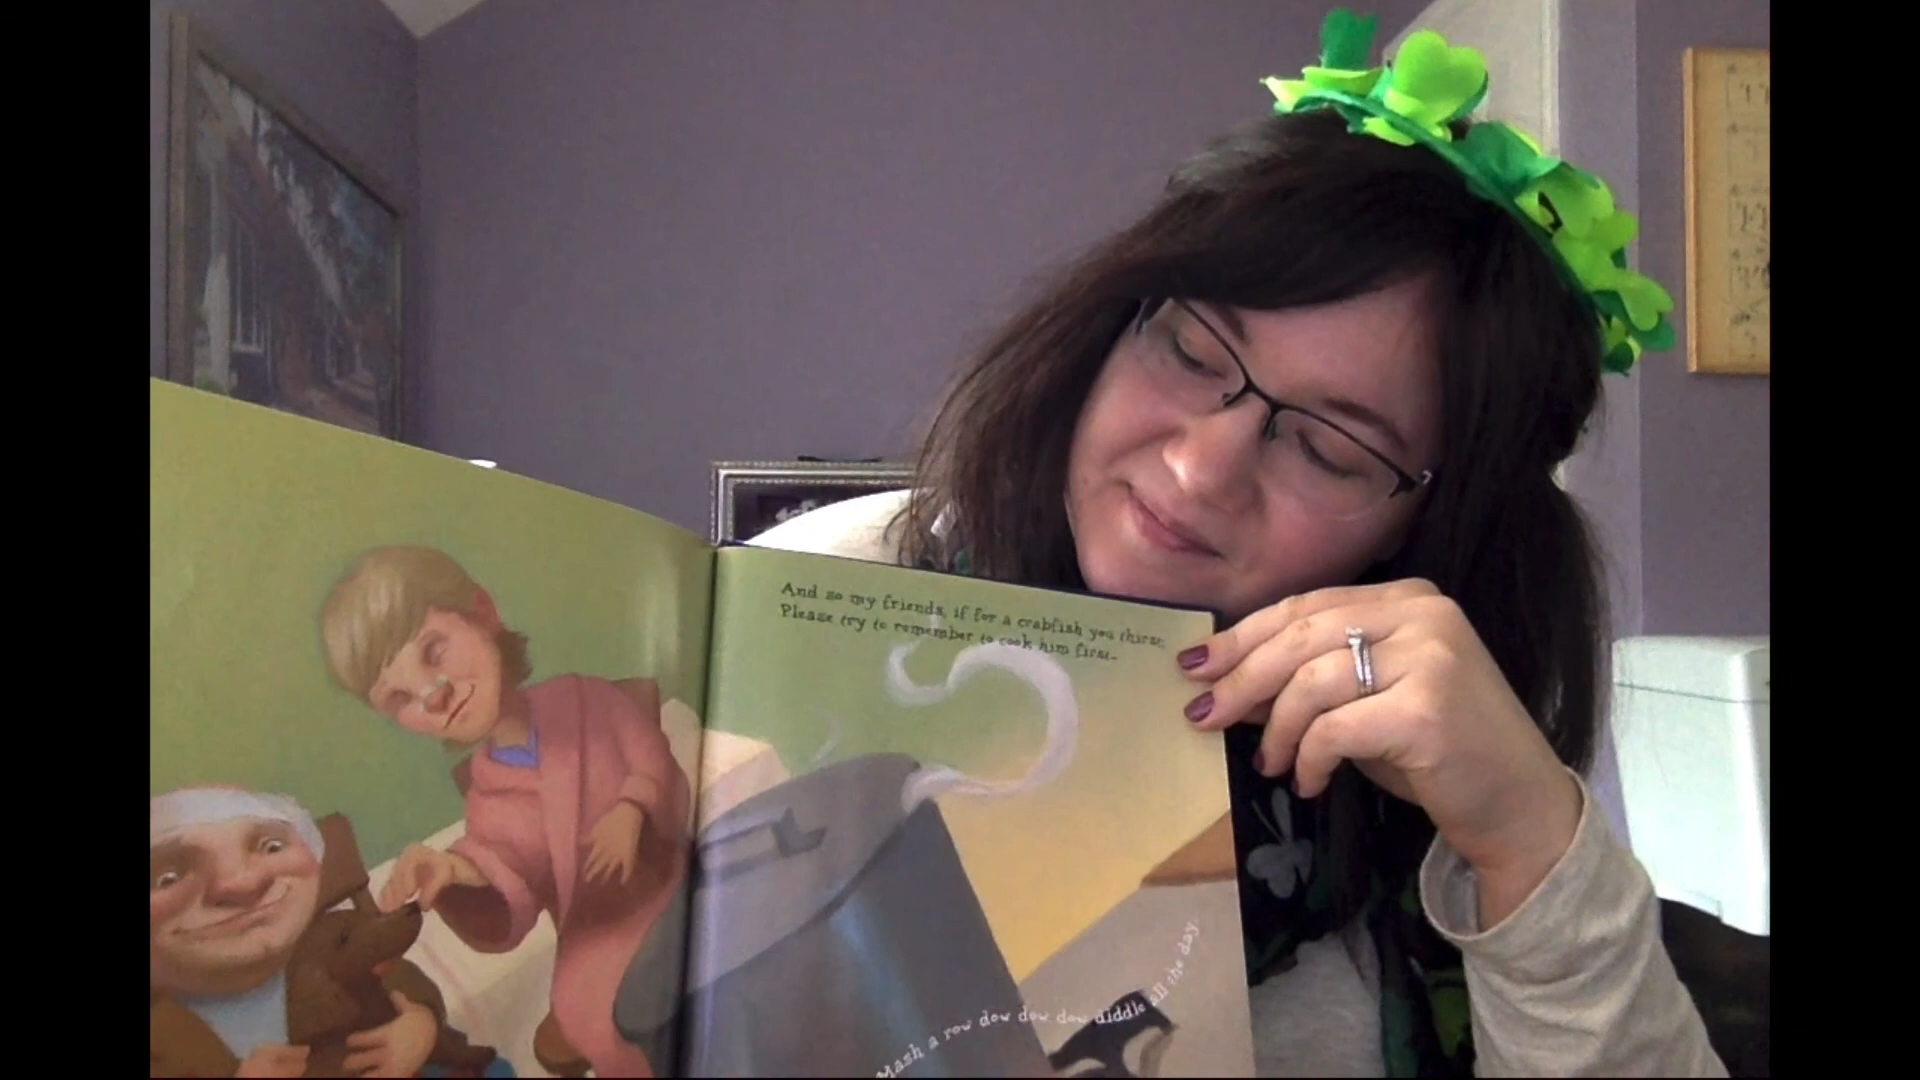 And so my friends, if for a crabfish you thirst,
Please try to remember to cook him first—
Mash a row dow dow dow diddle all the day.